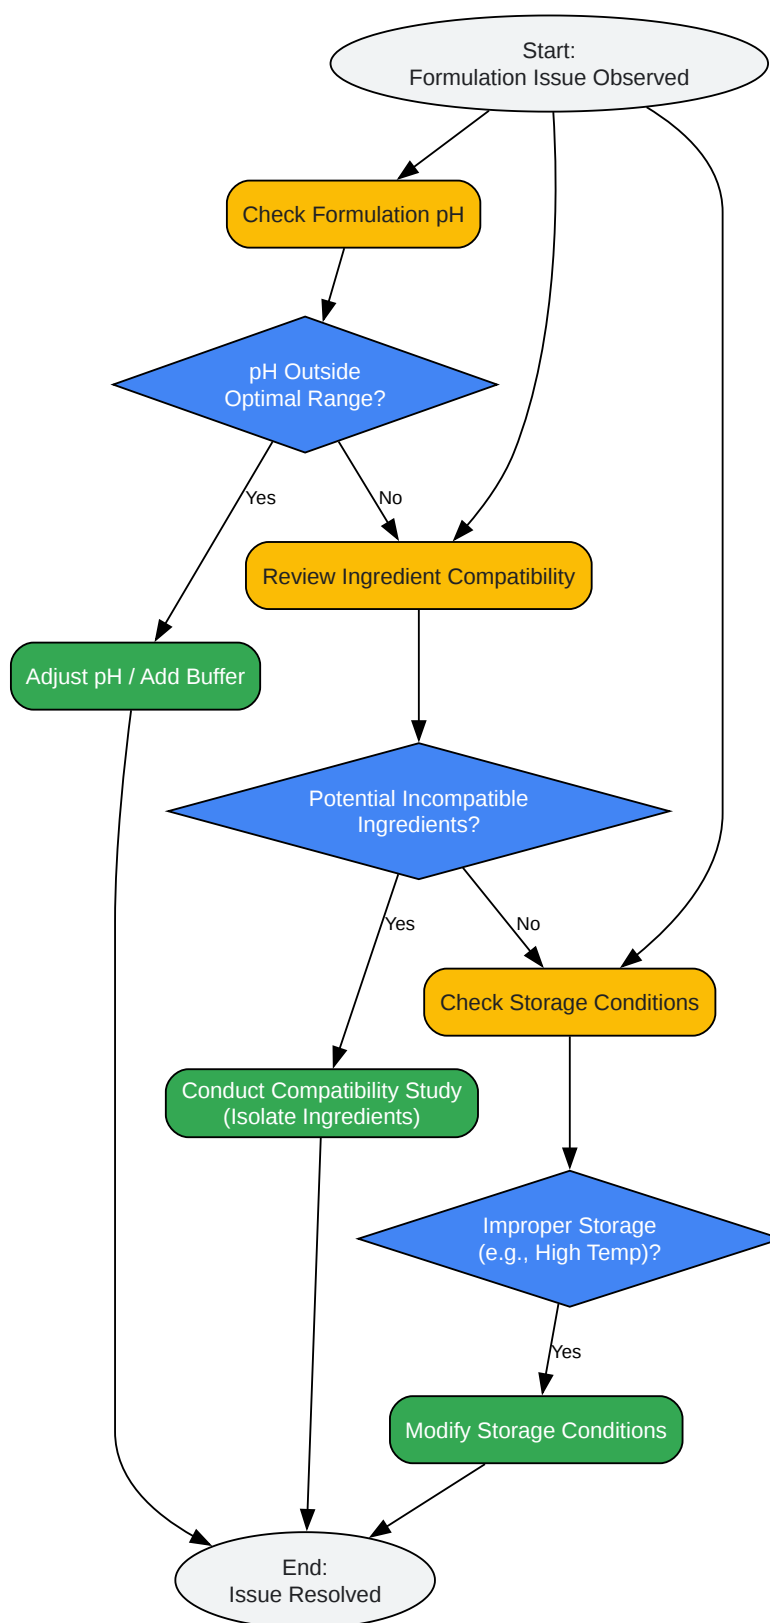 Start:
Formulation Issue Observed
Check Formulation pH
pH Outside
Optimal Range?
Yes
No
Review Ingredient Compatibility
Adjust pH / Add Buffer
Potential Incompatible
Ingredients?
Yes
No
Check Storage Conditions
Conduct Compatibility Study
(Isolate Ingredients)
Improper Storage
(e.g., High Temp)?
Yes
Modify Storage Conditions
End:
Issue Resolved